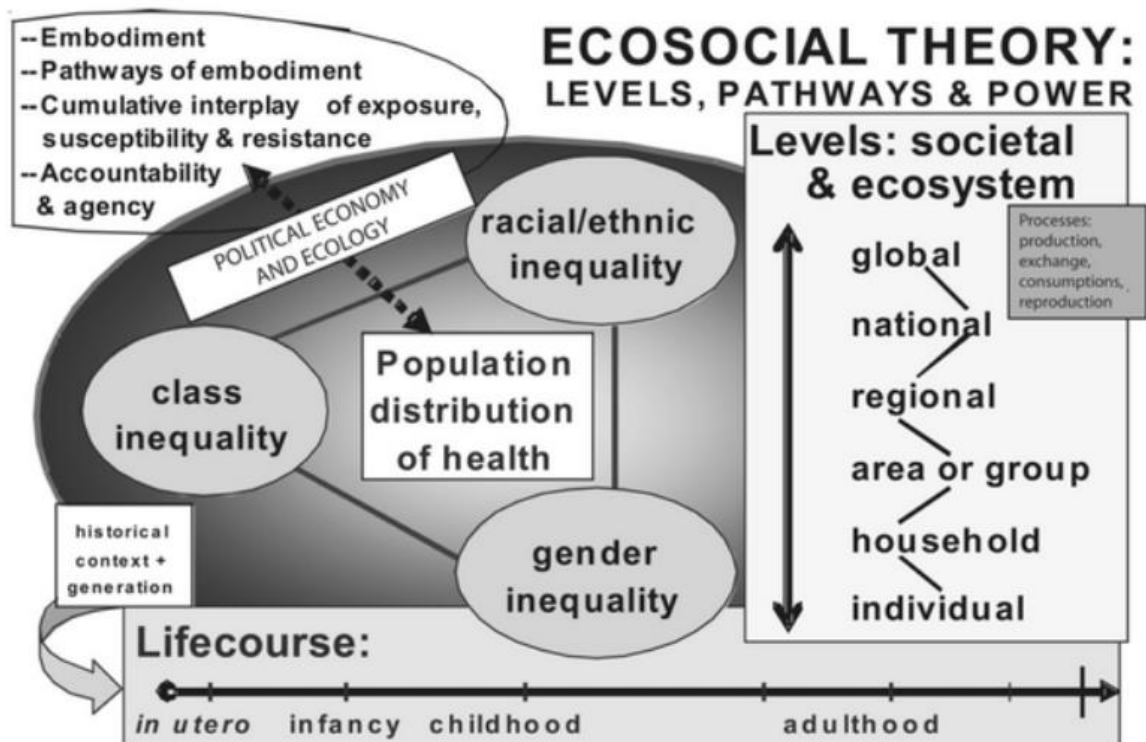 --Embodiment
--Pathways of embodiment
--Cumulative interplay of exposure,
susceptibility & resistance
--Accountability
& agency
ECOSOCIAL THEORY:
LEVELS, PATHWAYS & POWER
POLITICAL ECONOMY
AND ECOLOGY
racial/ethnic
inequality
class
inequality
Population
distribution
of health
gender
inequality
historical
context +
generation
Levels: societal
& ecosystem
Processes:
production,
exchange,
consumptions,
reproduction
global
national
regional
area or group
household
individual
Lifecourse:
in utero infancy childhood adulthood